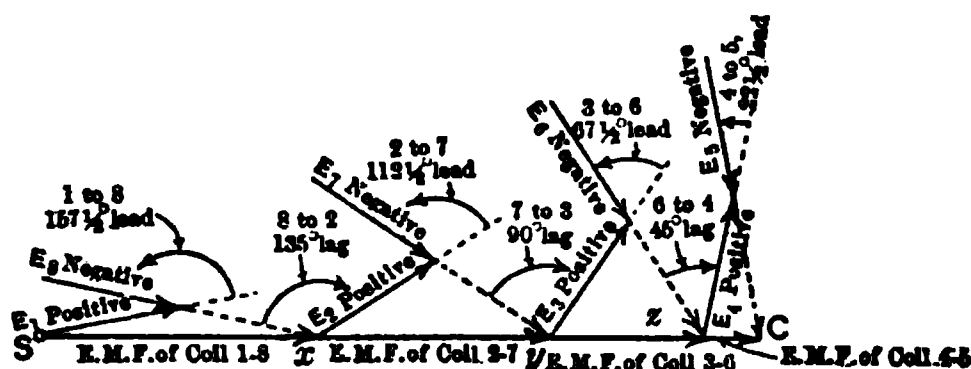 4 to 5,
22½° lead
E5 Negative
3 to 6
67½° lead
E6 Negative
2 to 7
112½° lead
E7 Negative
1 to 8
157½° lead
8 to 2
135° lag
7 to 3
90° lag
6 to 4
45° lag
E8 Negative
E1 Positive
E2 Positive
E3 Positive
E4 Positive
S
x
y
z
C
E.M.F. of Coil 1-8
E.M.F. of Coil 2-7
E.M.F. of Coil 3-6
E.M.F. of Coil 4-5